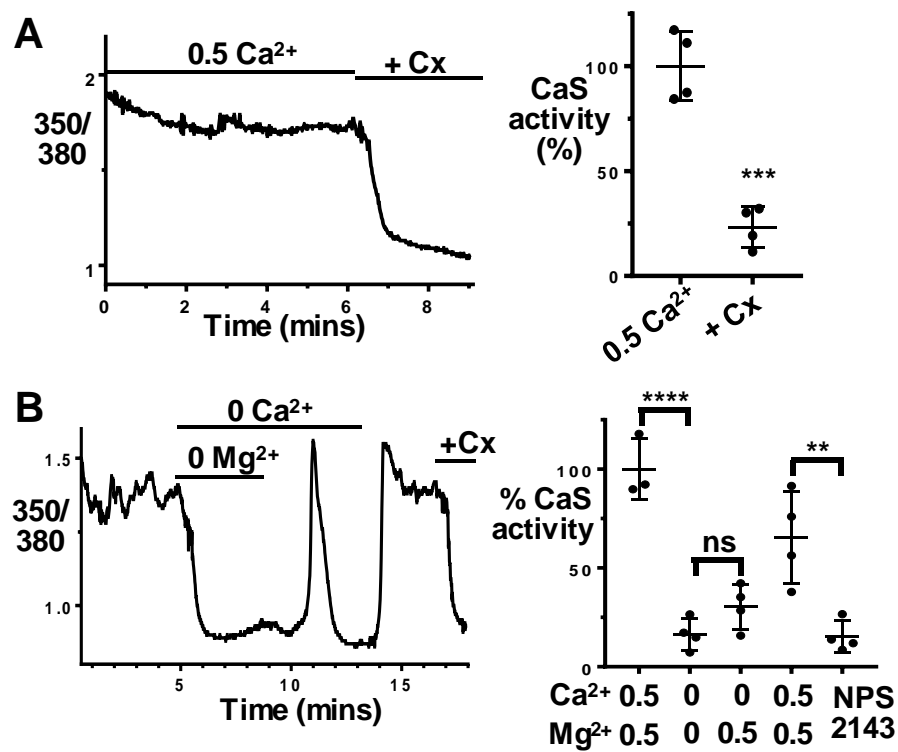 A
0.5 Ca²⁺
+ Cx
2
350/
380
1
0 2 4 6 8
Time (mins)
CaS
activity
(%)
100
50
0
***
0.5 Ca²⁺
+ Cx
B
0 Ca²⁺
0 Mg²⁺
+Cx
1.5
350/
380
1.0
5 10 15
Time (mins)
% CaS
activity
100
50
0
****
ns
**
Ca²⁺ 0.5 0 0 0.5 NPS
Mg²⁺ 0.5 0 0.5 0.5 2143